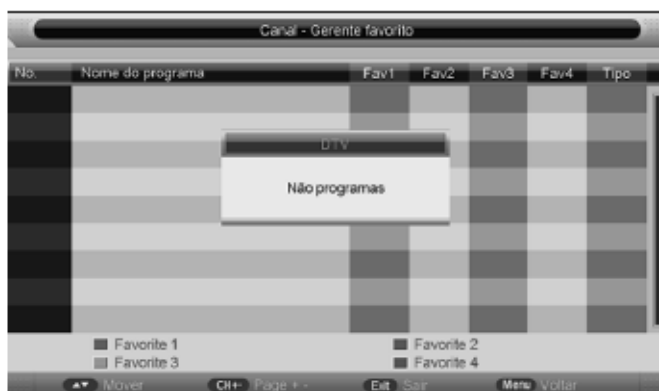 Canal - Gerente favorito
No. Nome do programa Fav1 Fav2 Fav3 Fav4 Tipo
DTV
Não programas
Favorite 1 Favorite 2
Favorite 3 Favorite 4
▲▼ Mover CH+- Page + - Exit Sair Menu Voltar